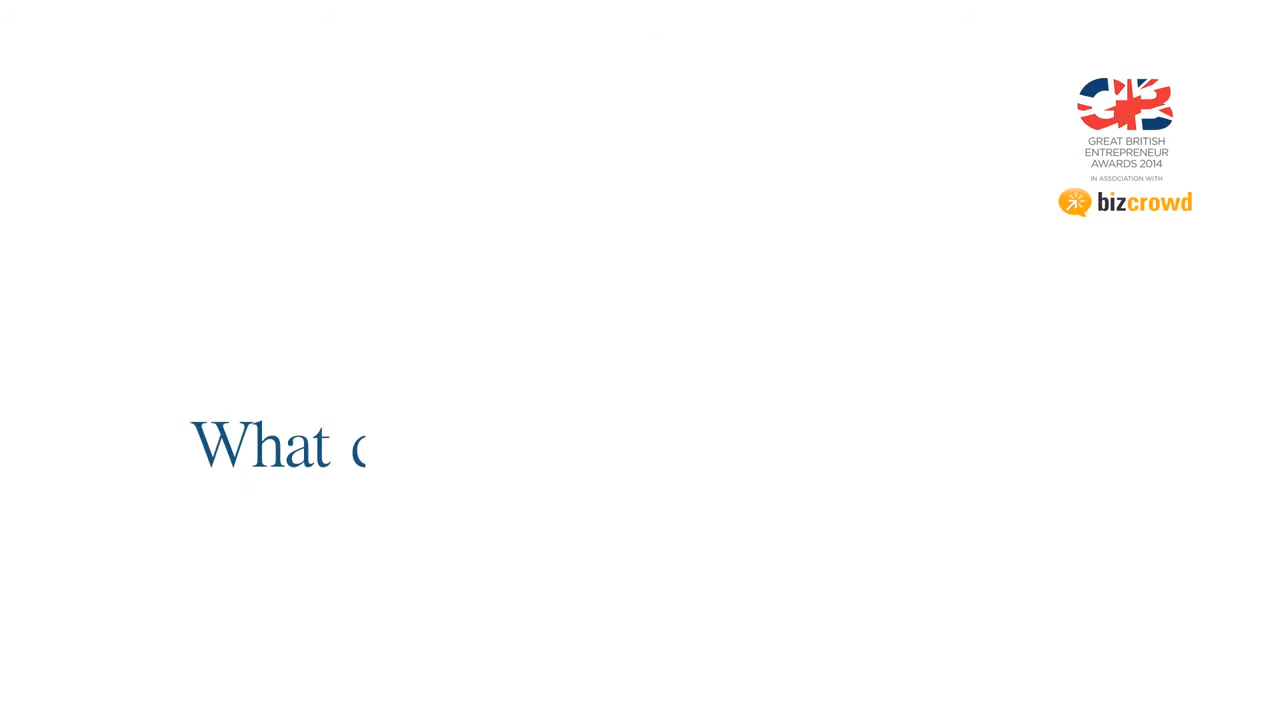 GREAT BRITISH
ENTREPRENEUR
AWARDS 2014
IN ASSOCIATION WITH
bizcrowd
What